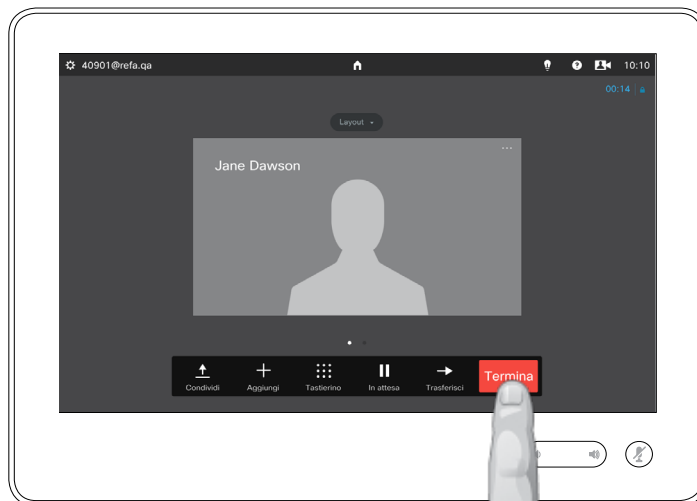 40901@refa.qa 10:10
00:14
Layout
Jane Dawson
Condividi Aggiungi Tastierino In attesa Trasferisci Termina